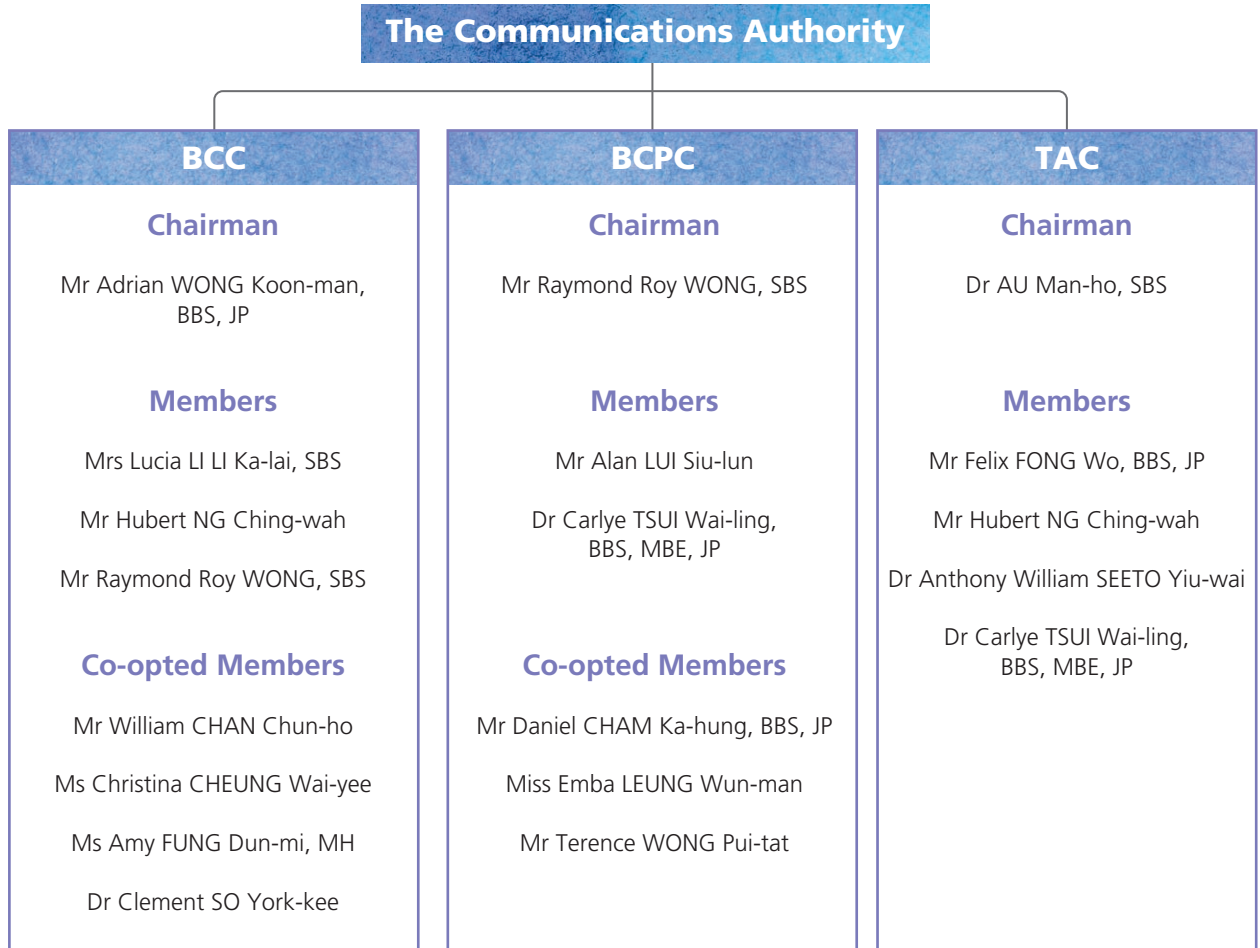 The Communications Authority
BCC
Chairman
Mr Adrian WONG Koon-man,
BBS, JP
Members
Mrs Lucia LI LI Ka-lai, SBS
Mr Hubert NG Ching-wah
Mr Raymond Roy WONG, SBS
Co-opted Members
Mr William CHAN Chun-ho
Ms Christina CHEUNG Wai-yee
Ms Amy FUNG Dun-mi, MH
Dr Clement SO York-kee
BCPC
Chairman
Mr Raymond Roy WONG, SBS
Members
Mr Alan LUI Siu-lun
Dr Carlye TSUI Wai-ling,
BBS, MBE, JP
Co-opted Members
Mr Daniel CHAM Ka-hung, BBS, JP
Miss Emba LEUNG Wun-man
Mr Terence WONG Pui-tat
TAC
Chairman
Dr AU Man-ho, SBS
Members
Mr Felix FONG Wo, BBS, JP
Mr Hubert NG Ching-wah
Dr Anthony William SEETO Yiu-wai
Dr Carlye TSUI Wai-ling,
BBS, MBE, JP